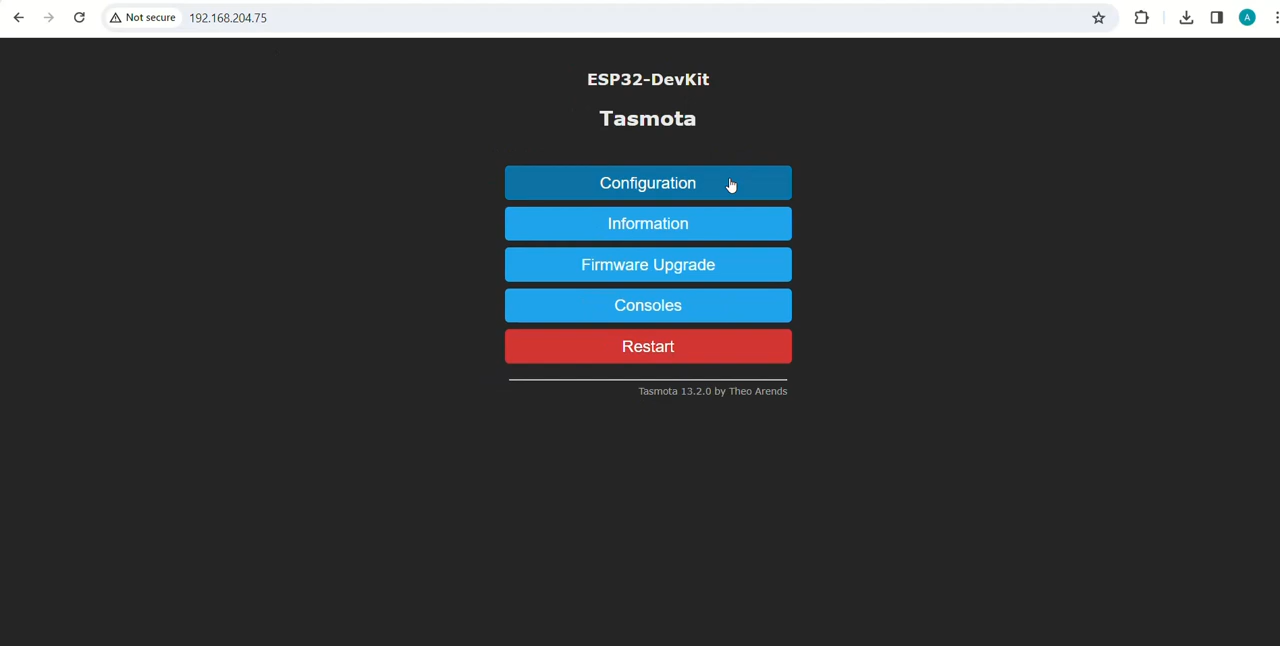 Not secure 192.168.204.75
A
ESP32-DevKit
Tasmota
Configuration
Information
Firmware Upgrade
Consoles
Restart
Tasmota 13.2.0 by Theo Arends